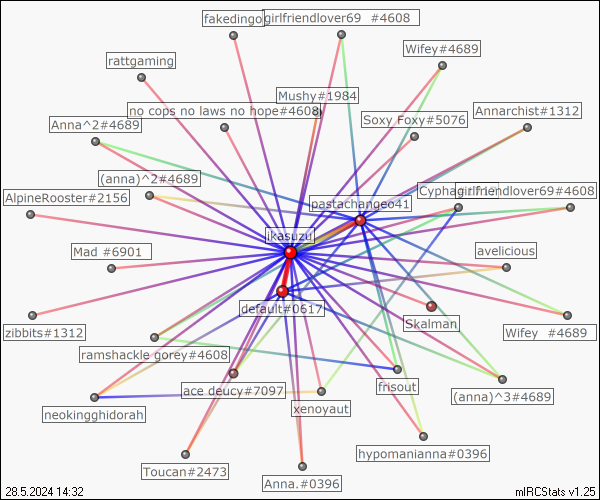 fakedingo
girlfriendlover69 #4608
Wifey#4689
rattgaming
Mushy#1984
no cops no laws no hope#4608
Soxy Foxy#5076
Annarchist#1312
Anna^2#4689
(anna)^2#4689
AlpineRooster#2156
pastachangeo41
girlfriendlover69#4608
ikasuzu
Mad #6901
avelicious
default#0617
Skalman
zibbits#1312
Wifey #4689
ramshackle gorey#4608
ace deucy#7097
frisout
(anna)^3#4689
neokingghidorah
xenoyaut
hypomanianna#0396
Toucan#2473
Anna.#0396
28.5.2024 14:32
mIRCStats v1.25